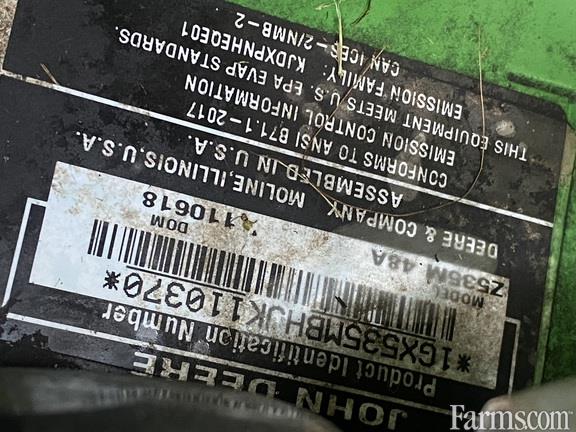 JOHN DEERE
Product Identification Number
*1GX535MBHJK110370*
MODEL DOM
Z535M 48A 110618
DEERE & COMPANY MOLINE, ILLINOIS, U.S.A.
ASSEMBLED IN U.S.A.
CONFORMS TO ANSI B71.1-2017
EMISSION CONTROL INFORMATION
THIS EQUIPMENT MEETS U.S. EPA EVAP STANDARDS.
EMISSION FAMILY: KJDXPNHEQE01
CAN ICES-2/NMB-2
Farms.com